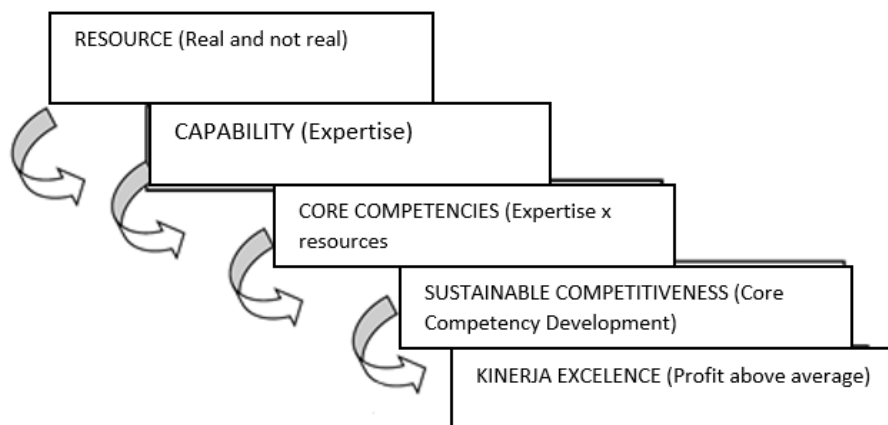 RESOURCE (Real and not real)
CAPABILITY (Expertise)
CORE COMPETENCIES (Expertise x
resources
SUSTAINABLE COMPETITIVENESS (Core
Competency Development)
KINERJA EXCELENCE (Profit above average)